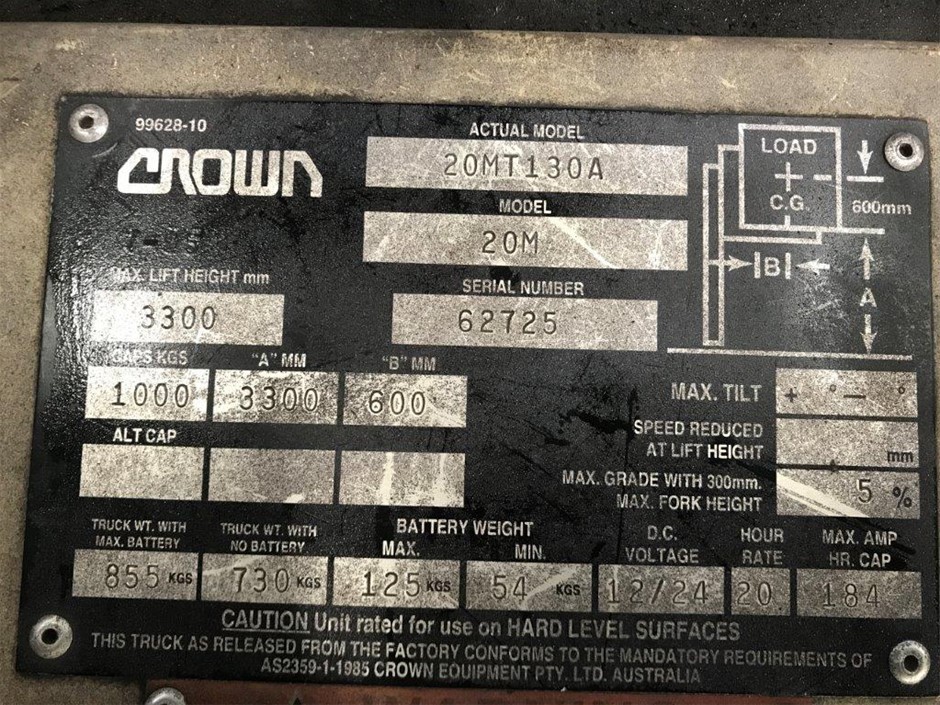 99628-10
CROWN
ACTUAL MODEL
20MT130A
MODEL
20M
LOAD
C.G.
600mm
B
A
MAX. LIFT HEIGHT mm
3300
SERIAL NUMBER
62725
CAPS KGS "A" MM "B" MM
1000 3300 600
MAX. TILT + ° — °
ALT CAP
SPEED REDUCED
AT LIFT HEIGHT mm
MAX. GRADE WITH 300mm.
MAX. FORK HEIGHT 5 %
TRUCK WT. WITH
MAX. BATTERY
855 KGS
TRUCK WT. WITH
NO BATTERY
730 KGS
BATTERY WEIGHT
MAX. MIN.
125 KGS 54 KGS
D.C.
VOLTAGE
12/24
HOUR
RATE
20
MAX. AMP
HR. CAP
184
CAUTION Unit rated for use on HARD LEVEL SURFACES
THIS TRUCK AS RELEASED FROM THE FACTORY CONFORMS TO THE MANDATORY REQUIREMENTS OF
AS2359-1-1985 CROWN EQUIPMENT PTY. LTD. AUSTRALIA